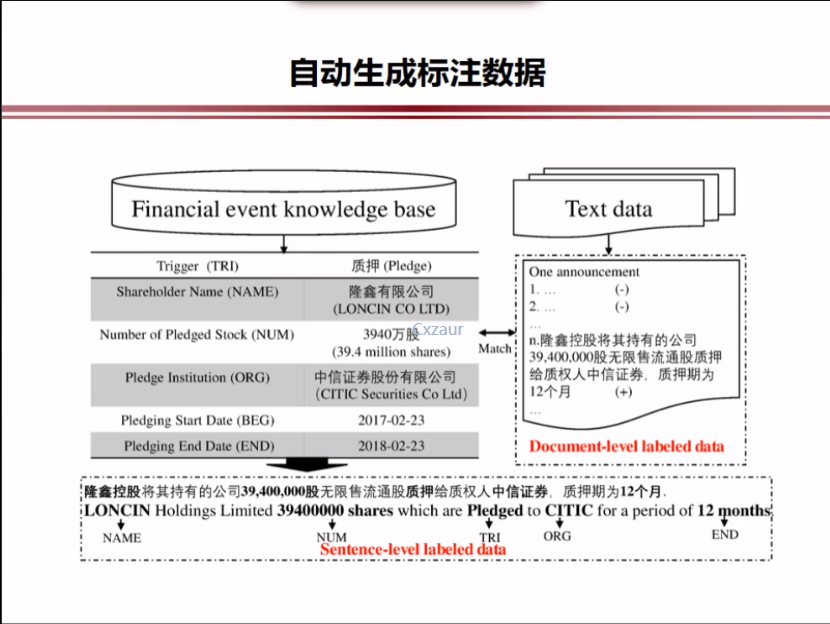 自动生成标注数据
Financial event knowledge base
Text data
Trigger (TRI) 质押 (Pledge)
Shareholder Name (NAME) 隆鑫有限公司
(LONCIN CO LTD)
Number of Pledged Stock (NUM) 3940万股
(39.4 million shares)
Pledge Institution (ORG) 中信证券股份有限公司
(CITIC Securities Co Ltd)
Pledging Start Date (BEG) 2017-02-23
Pledging End Date (END) 2018-02-23
Cxzaur
Match
One announcement
1. ... (-)
2. ... (-)
...
n.隆鑫控股将其持有的公司
39,400,000股无限售流通股质押
给质权人中信证券，质押期为
12个月 (+)
...
Document-level labeled data
隆鑫控股将其持有的公司39,400,000股无限售流通股质押给质权人中信证券，质押期为12个月.
LONCIN Holdings Limited 39400000 shares which are Pledged to CITIC for a period of 12 months
NAME NUM TRI ORG END
Sentence-level labeled data